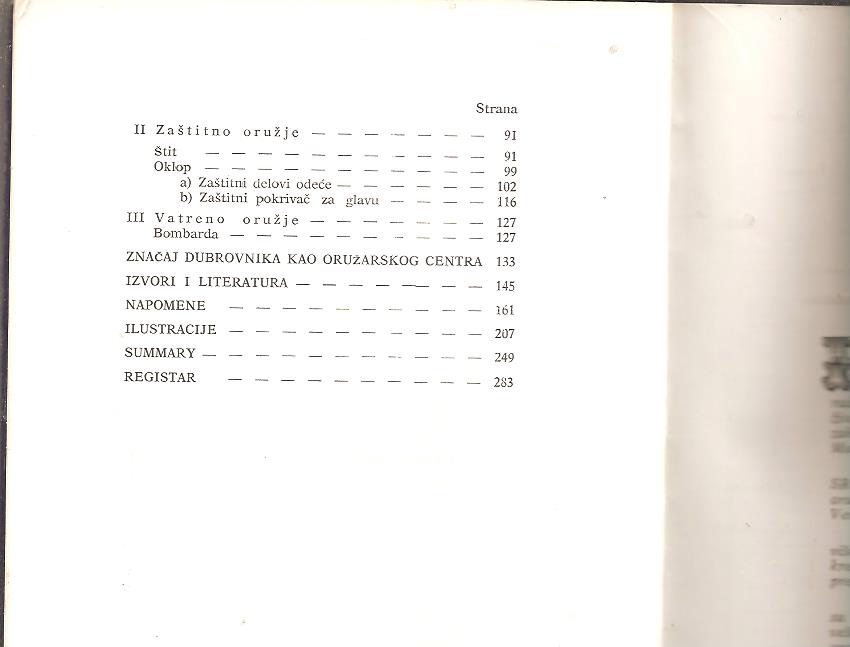 Strana
II Zaštitno oružje — — — — — — — 91
Štit — — — — — — — — — — — 91
Oklop — — — — — — — — — — — 99
a) Zaštitni delovi odeće — — — — — — 102
b) Zaštitni pokrivač za glavu — — — — 116
III Vatreno oružje — — — — — — — 127
Bombarda — — — — — — — — — — 127
ZNAČAJ DUBROVNIKA KAO ORUŽARSKOG CENTRA 133
IZVORI I LITERATURA — — — — — — — 145
NAPOMENE — — — — — — — — — — 161
ILUSTRACIJE — — — — — — — — — — 207
SUMMARY — — — — — — — — — — — 249
REGISTAR — — — — — — — — — — 283